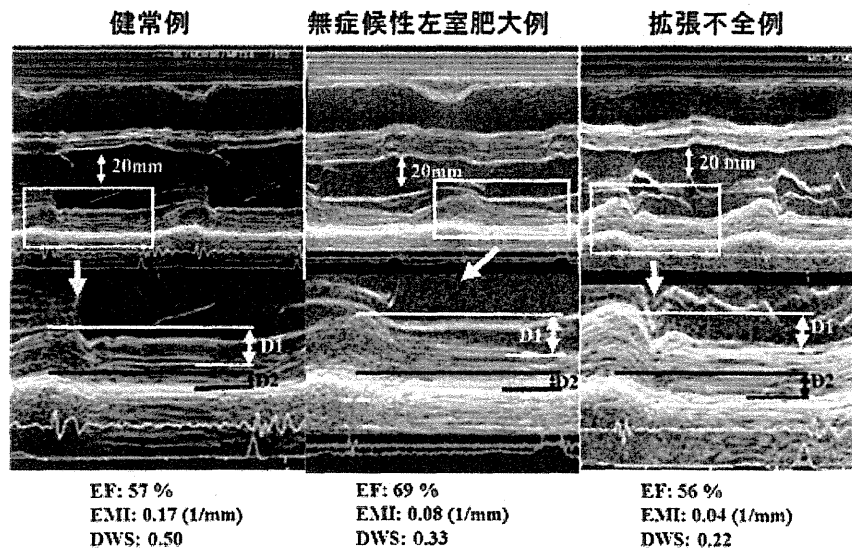 健常例
無症候性左室肥大例
拡張不全例
20mm
20mm
20 mm
D1
D2
D1
D2
D1
D2
EF: 57 %
EMI: 0.17 (1/mm)
DWS: 0.50
EF: 69 %
EMI: 0.08 (1/mm)
DWS: 0.33
EF: 56 %
EMI: 0.04 (1/mm)
DWS: 0.22